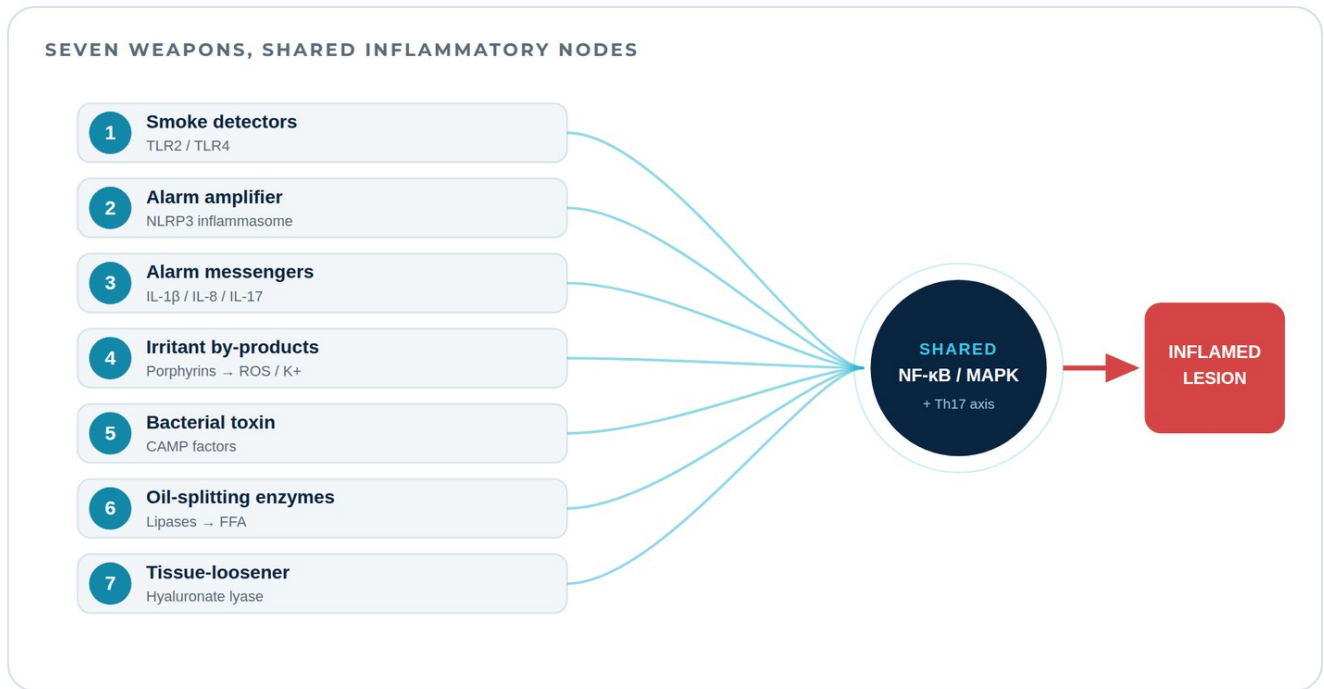 SEVEN WEAPONS, SHARED INFLAMMATORY NODES
1
Smoke detectors
TLR2 / TLR4
2
Alarm amplifier
NLRP3 inflammasome
3
Alarm messengers
IL-1β / IL-8 / IL-17
4
Irritant by-products
Porphyrins → ROS / K+
5
Bacterial toxin
CAMP factors
6
Oil-splitting enzymes
Lipases → FFA
7
Tissue-loosener
Hyaluronate lyase
SHARED
NF-κB / MAPK
+ Th17 axis
INFLAMED
LESION